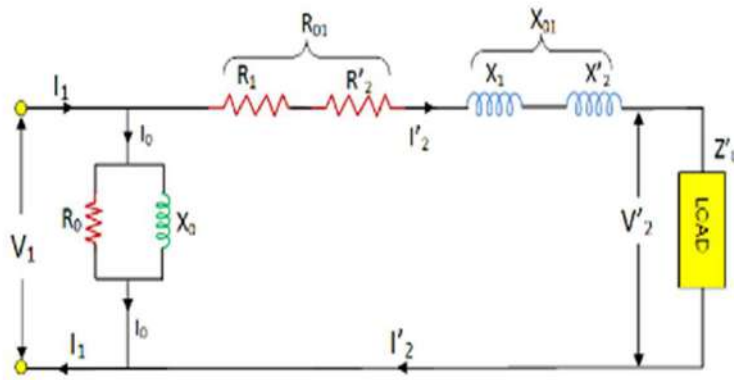 R₀₁
X₀₁
I₁
R₁
R'₂
X₁
X'₂
I₀
I'₂
R₀
X₀
V₁
V'₂
LOAD
I₀
I₁
I'₂